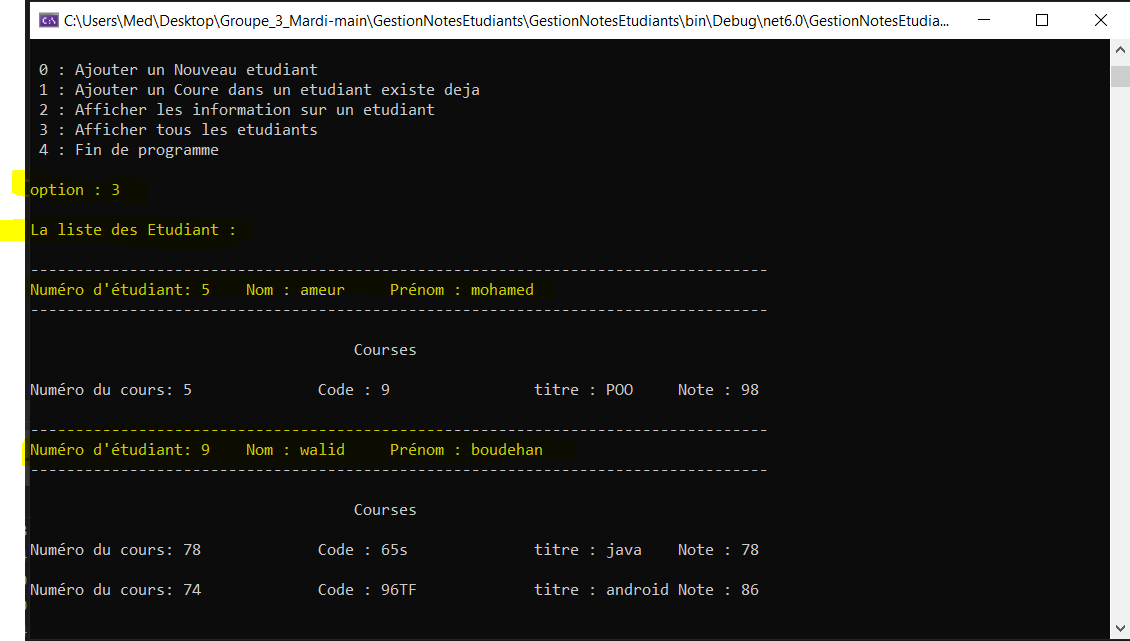 C:\Users\Med\Desktop\Groupe_3_Mardi-main\GestionNotesEtudiants\GestionNotesEtudiants\bin\Debug\net6.0\GestionNotesEtudia...
0 : Ajouter un Nouveau etudiant
1 : Ajouter un Coure dans un etudiant existe deja
2 : Afficher les information sur un etudiant
3 : Afficher tous les etudiants
4 : Fin de programme
option : 3
La liste des Etudiant :
----------------------------------------------------------------------------------
Numéro d'étudiant: 5    Nom : ameur     Prénom : mohamed
----------------------------------------------------------------------------------
Courses
Numéro du cours: 5              Code : 9                titre : POO     Note : 98
----------------------------------------------------------------------------------
Numéro d'étudiant: 9    Nom : walid     Prénom : boudehan
----------------------------------------------------------------------------------
Courses
Numéro du cours: 78             Code : 65s              titre : java    Note : 78
Numéro du cours: 74             Code : 96TF             titre : android Note : 86